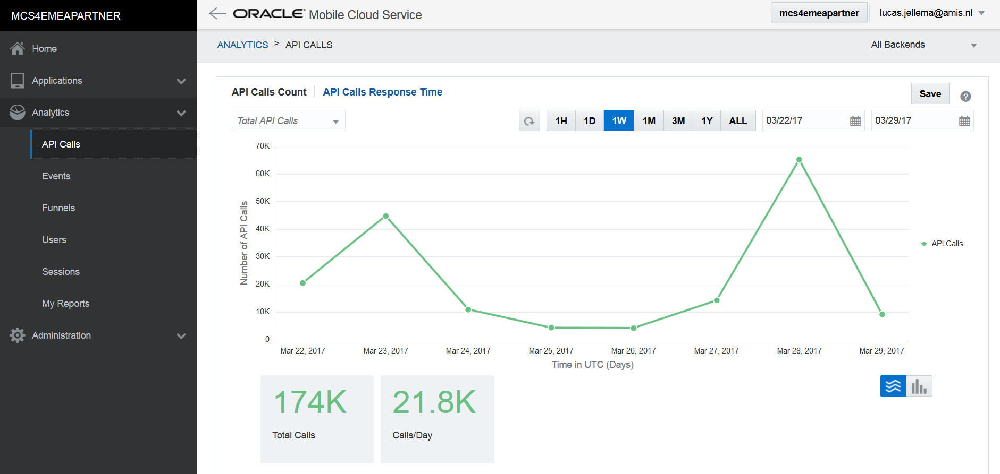 MCS4EMEAPARTNER
ORACLE® Mobile Cloud Service
mcs4emeapartner
lucas.jellema@amis.nl
Home
Applications
Analytics
API Calls
Events
Funnels
Users
Sessions
My Reports
Administration
ANALYTICS > API CALLS
All Backends
API Calls Count
API Calls Response Time
Save
?
Total API Calls
1H 1D 1W 1M 3M 1Y ALL
03/22/17
03/29/17
Number of API Calls
70K
60K
50K
40K
30K
20K
10K
0
Mar 22, 2017 Mar 23, 2017 Mar 24, 2017 Mar 25, 2017 Mar 26, 2017 Mar 27, 2017 Mar 28, 2017 Mar 29, 2017
Time in UTC (Days)
API Calls
174K
Total Calls
21.8K
Calls/Day